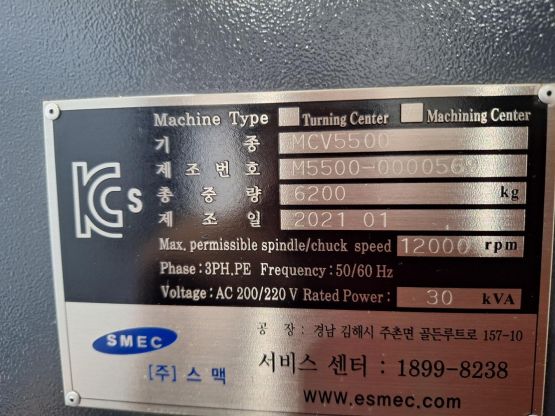 Machine Type Turning Center Machining Center
기 종 MCV5500
제 조 번 호 M5500-0000569
총 중 량 6200 kg
제 조 일 2021 01 .
Max. permissible spindle/chuck speed 12000 rpm
Phase : 3PH.PE Frequency : 50/60 Hz
Voltage : AC 200/220 V Rated Power : 30 kVA
KCs
SMEC
[주] 스 맥
공 장 : 경남 김해시 주촌면 골든루트로 157-10
서비스 센터 : 1899-8238
www.esmec.com